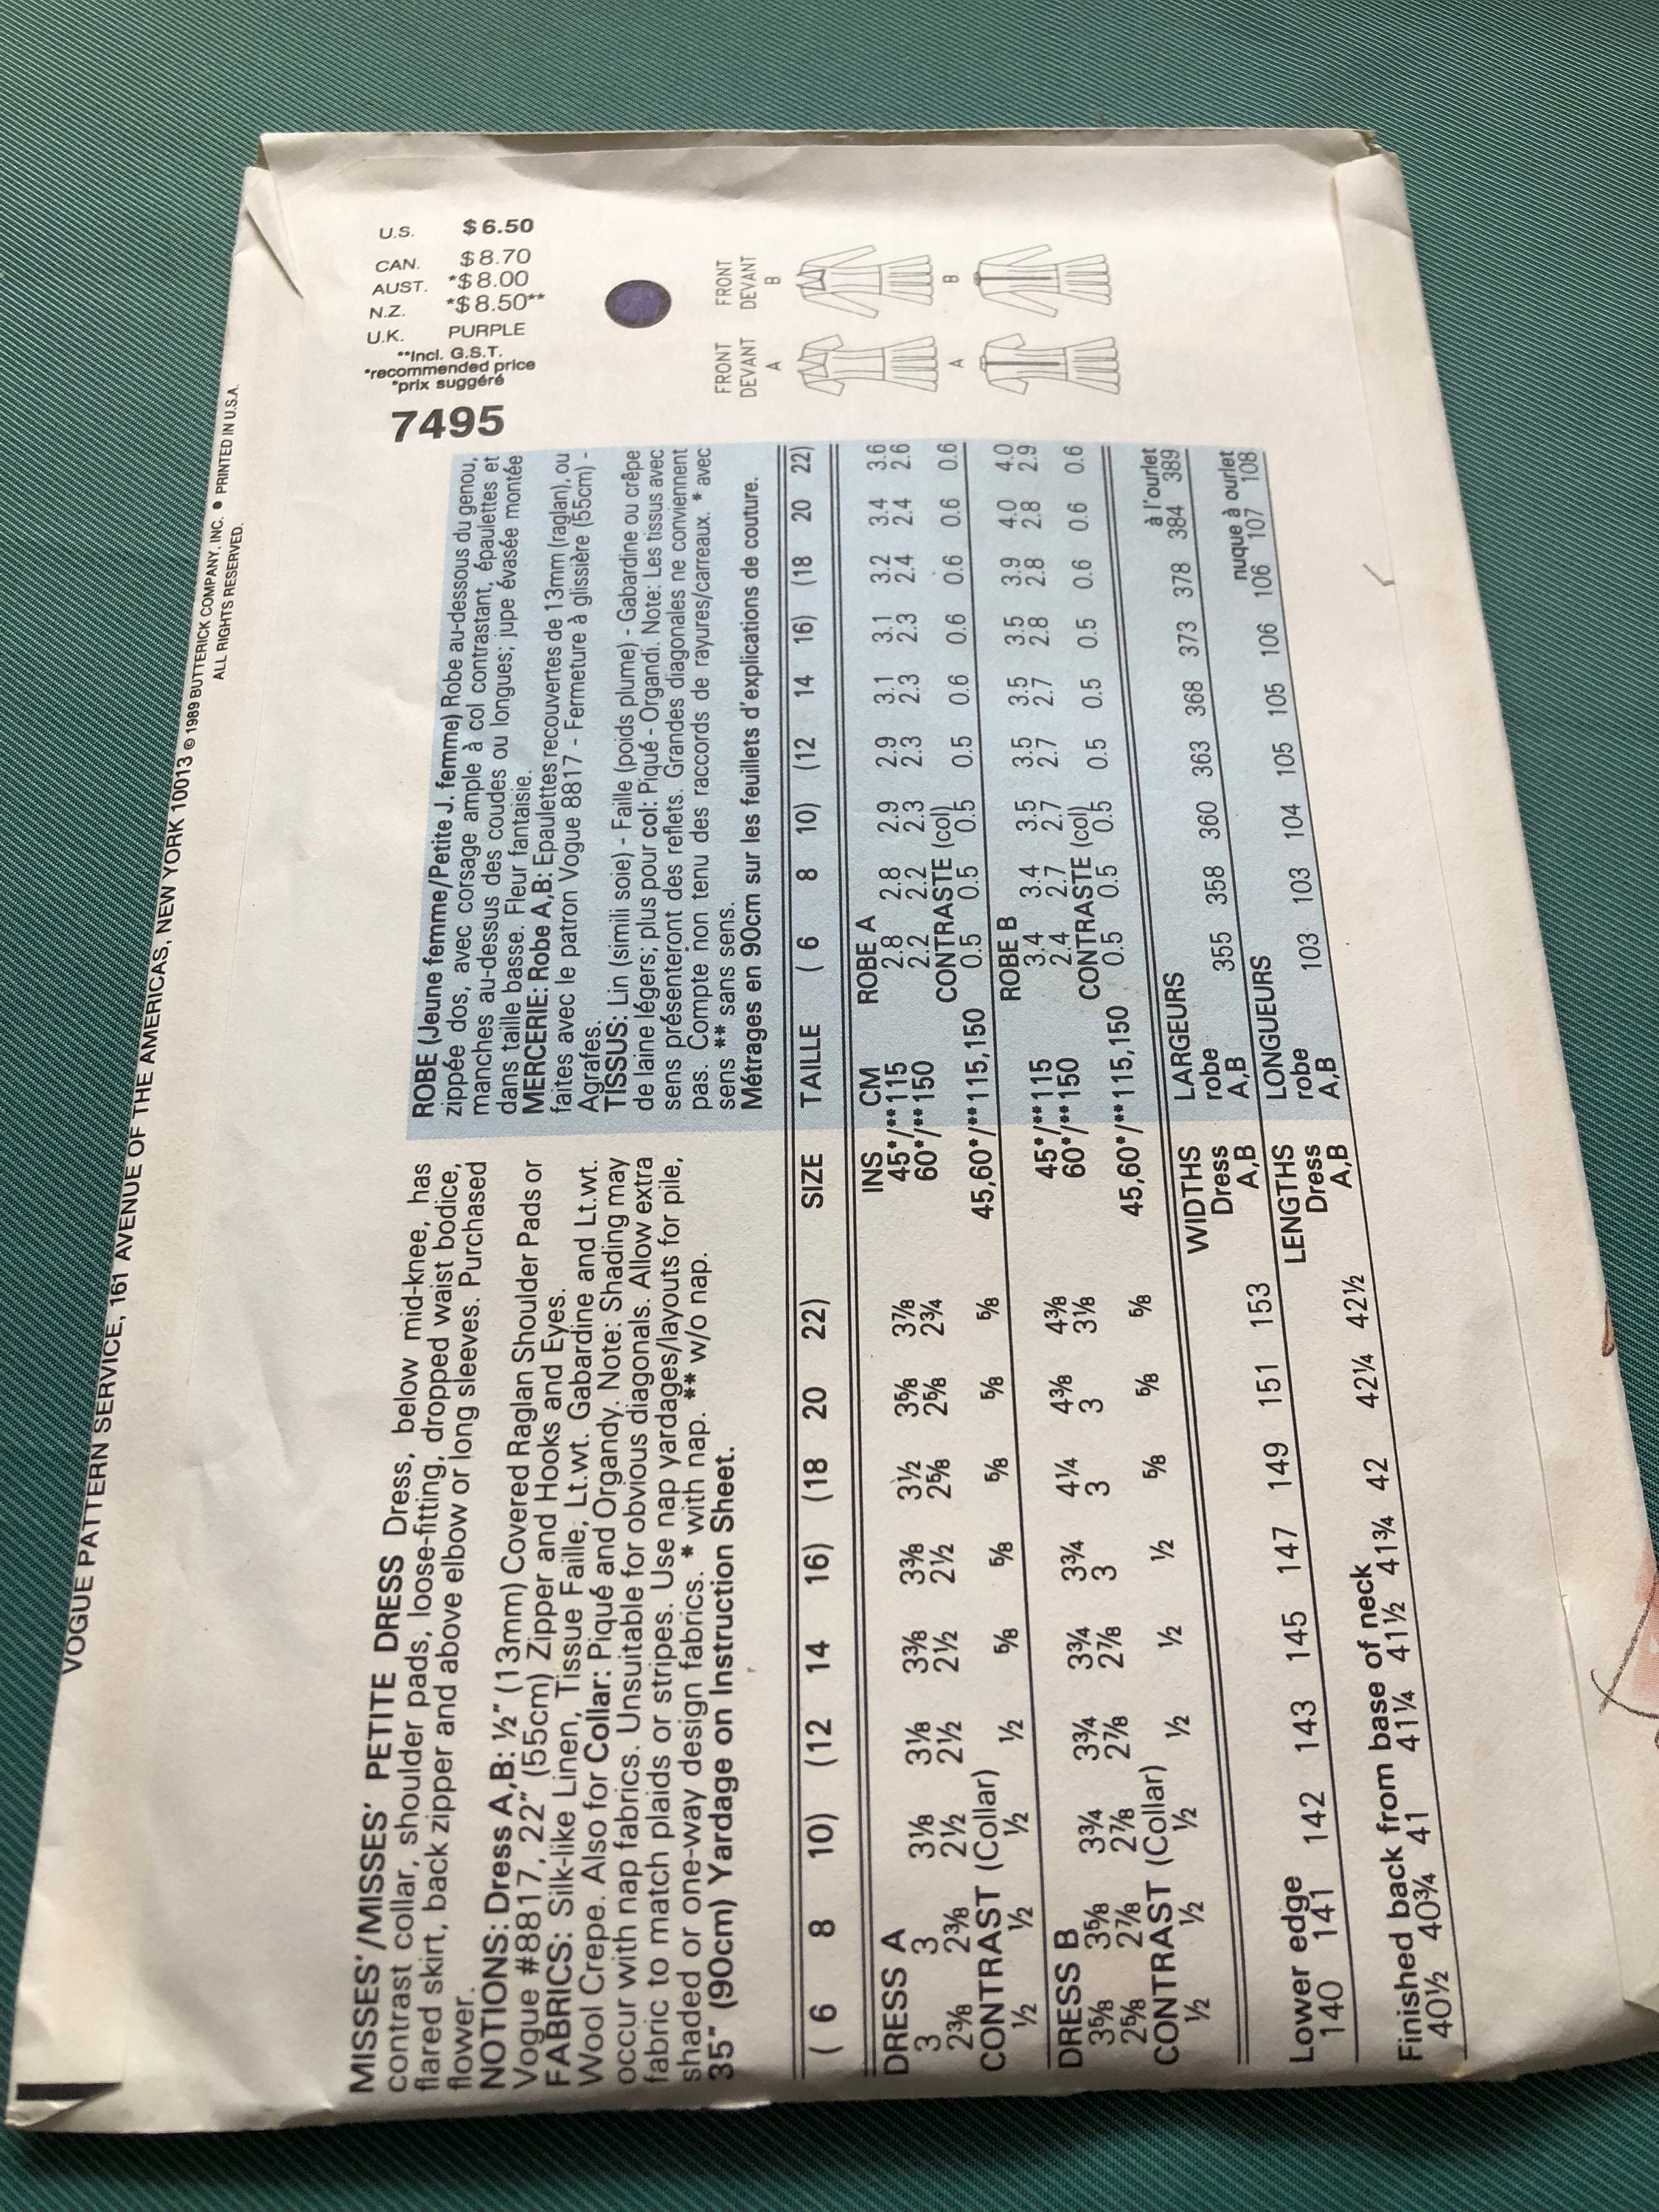 VOGUE PATTERN SERVICE, 161 AVENUE OF THE AMERICAS, NEW YORK 10013 © 1989 BUTTERICK COMPANY, INC. ● PRINTED IN U.S.A.
ALL RIGHTS RESERVED.
MISSES'/MISSES' PETITE DRESS Dress, below mid-knee, has
contrast collar, shoulder pads, loose-fitting, dropped waist bodice,
flared skirt, back zipper and above elbow or long sleeves. Purchased
flower.
NOTIONS: Dress A,B: ½" (13mm) Covered Raglan Shoulder Pads or
Vogue #8817, 22" (55cm) Zipper and Hooks and Eyes.
FABRICS: Silk-like Linen, Tissue Faille, Lt.wt. Gabardine and Lt.wt.
Wool Crepe. Also for Collar: Piqué and Organdy. Note: Shading may
occur with nap fabrics. Unsuitable for obvious diagonals. Allow extra
fabric to match plaids or stripes. Use nap yardages/layouts for pile,
shaded or one-way design fabrics. * with nap. ** w/o nap.
35" (90cm) Yardage on Instruction Sheet.
ROBE (Jeune femme/Petite J. femme) Robe au-dessous du genou,
zippée dos, avec corsage ample à col contrastant, épaulettes et
manches au-dessus des coudes ou longues; jupe évasée montée
dans taille basse. Fleur fantaisie.
MERCERIE: Robe A,B: Epaulettes recouvertes de 13mm (raglan), ou
faites avec le patron Vogue 8817 - Fermeture à glissière (55cm) -
Agrafes.
TISSUS: Lin (simili soie) - Faille (poids plume) - Gabardine ou crêpe
de laine légers; plus pour col: Piqué - Organdi. Note: Les tissus avec
sens présenteront des reflets. Grandes diagonales ne conviennent
pas. Compte non tenu des raccords de rayures/carreaux. * avec
sens ** sans sens.
Métrages en 90cm sur les feuillets d'explications de couture.
7495
U.S. $6.50
CAN. $8.70
AUST. *$8.00
N.Z. *$8.50**
U.K. PURPLE
**Incl. G.S.T.
*recommended price
*prix suggéré
FRONT FRONT
DEVANT DEVANT
A B
A B
( 6 8 10) (12 14 16) (18 20 22) SIZE TAILLE ( 6 8 10) (12 14 16) (18 20 22)
DRESS A INS CM ROBE A
3 3 3⅛ 3⅛ 3⅜ 3⅜ 3½ 3⅝ 3⅞ 45*/**115 2.8 2.8 2.9 2.9 3.1 3.1 3.2 3.4 3.6
2⅜ 2⅜ 2½ 2½ 2½ 2½ 2⅝ 2⅝ 2¾ 60*/**150 2.2 2.2 2.3 2.3 2.3 2.3 2.4 2.4 2.6
CONTRAST (Collar) CONTRASTE (col)
½ ½ ½ ½ ⅝ ⅝ ⅝ ⅝ ⅝ 45,60*/**115,150 0.5 0.5 0.5 0.5 0.6 0.6 0.6 0.6 0.6
DRESS B ROBE B
3⅝ 3⅝ 3¾ 3¾ 3¾ 3¾ 4¼ 4⅜ 4⅜ 45*/**115 3.4 3.4 3.5 3.5 3.5 3.5 3.9 4.0 4.0
2⅝ 2⅞ 2⅞ 2⅞ 2⅞ 3 3 3 3⅛ 60*/**150 2.4 2.7 2.7 2.7 2.7 2.8 2.8 2.8 2.9
CONTRAST (Collar) CONTRASTE (col)
½ ½ ½ ½ ½ ½ ⅝ ⅝ ⅝ 45,60*/**115,150 0.5 0.5 0.5 0.5 0.5 0.5 0.6 0.6 0.6
WIDTHS LARGEURS
Lower edge Dress robe à l'ourlet
140 141 142 143 145 147 149 151 153 A,B A,B 355 358 360 363 368 373 378 384 389
LENGTHS LONGUEURS
Finished back from base of neck Dress robe nuque à ourlet
40½ 40¾ 41 41¼ 41½ 41¾ 42 42¼ 42½ A,B A,B 103 103 104 105 105 106 106 107 108